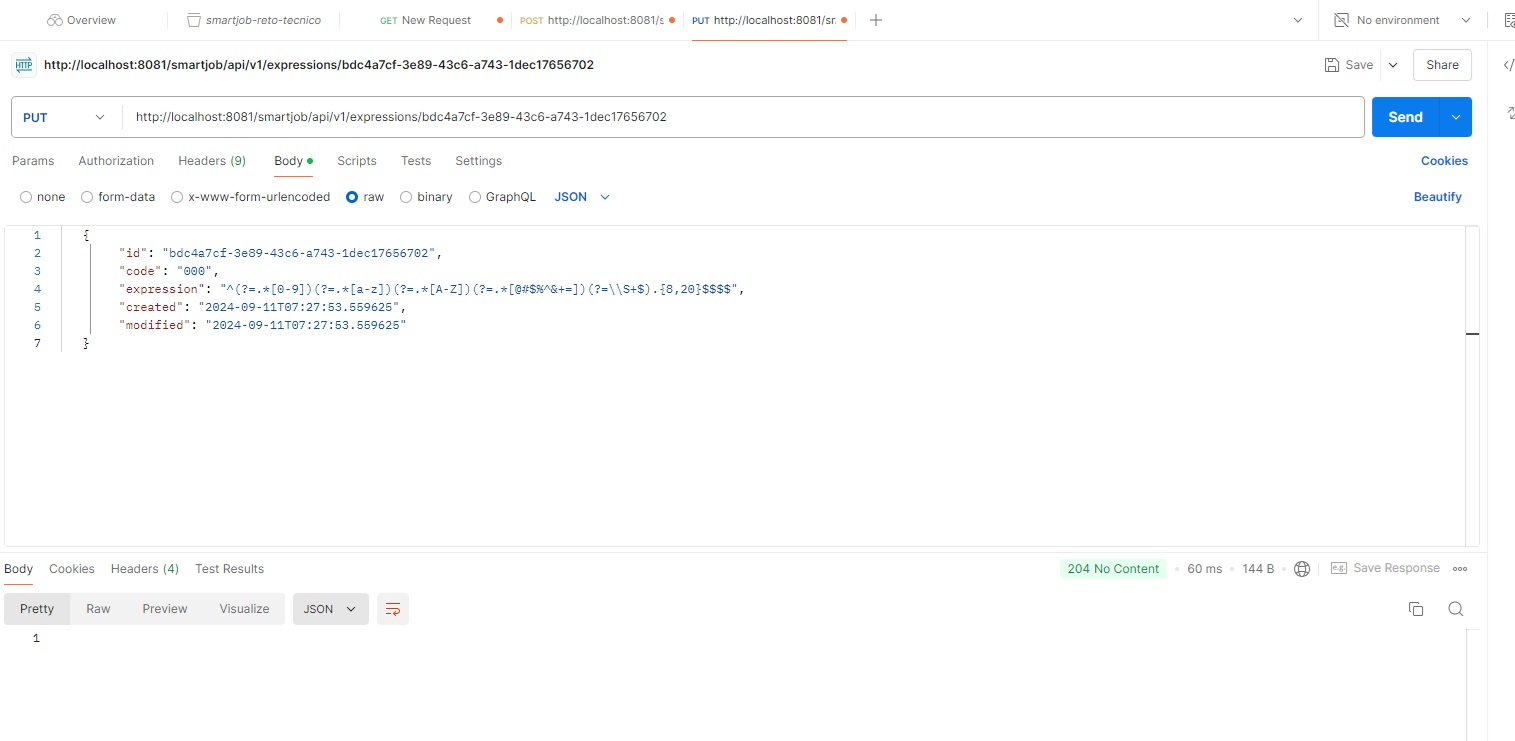 Overview smartjob-reto-tecnico GET New Request POST http://localhost:8081/s PUT http://localhost:8081/sr No environment
HTTP http://localhost:8081/smartjob/api/v1/expressions/bdc4a7cf-3e89-43c6-a743-1dec17656702 Save Share
PUT http://localhost:8081/smartjob/api/v1/expressions/bdc4a7cf-3e89-43c6-a743-1dec17656702 Send
Params Authorization Headers (9) Body Scripts Tests Settings Cookies
none form-data x-www-form-urlencoded raw binary GraphQL JSON Beautify
1 {
2 "id": "bdc4a7cf-3e89-43c6-a743-1dec17656702",
3 "code": "000",
4 "expression": "^(?=.*[0-9])(?=.*[a-z])(?=.*[A-Z])(?=.*[@#$%^&+=])(?=\\S+$).{8,20}$$$$",
5 "created": "2024-09-11T07:27:53.559625",
6 "modified": "2024-09-11T07:27:53.559625"
7 }
Body Cookies Headers (4) Test Results 204 No Content 60 ms 144 B e.g. Save Response
Pretty Raw Preview Visualize JSON
1